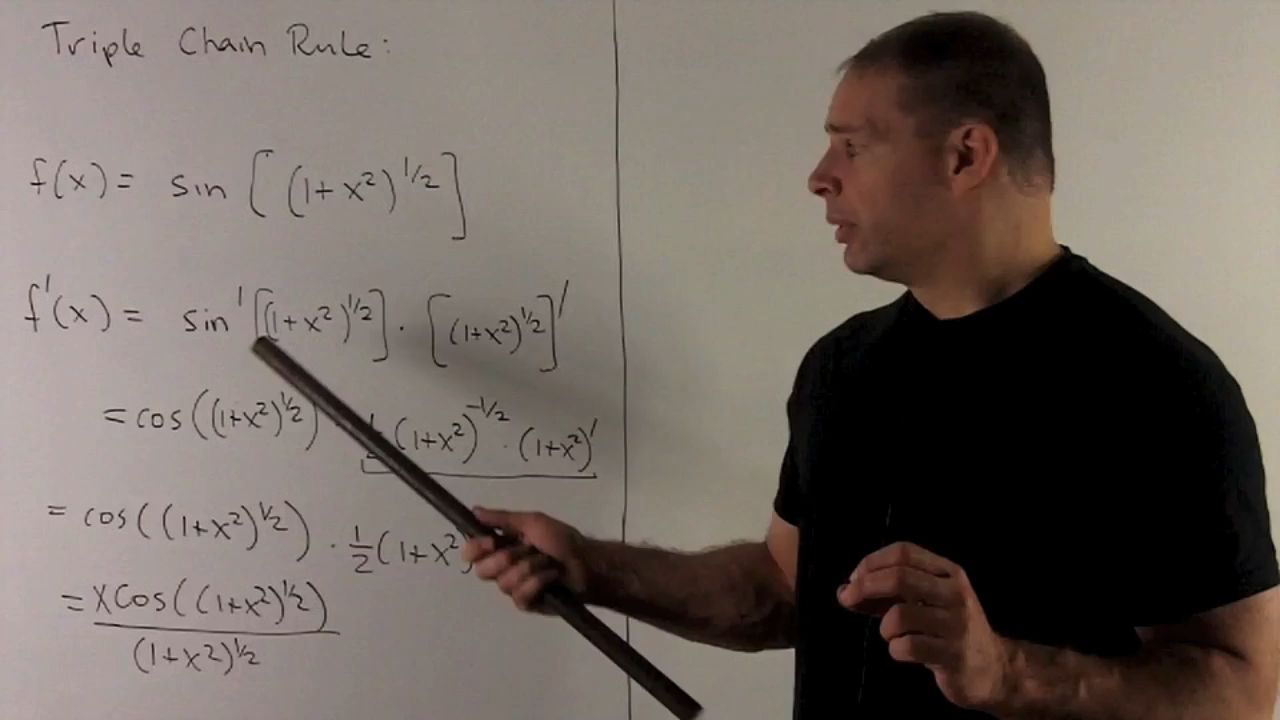 Triple Chain Rule:
f(x) = sin [ (1+x²)^1/2 ]
f'(x) = sin' [(1+x²)^1/2] · [(1+x²)^1/2]'
= cos((1+x²)^1/2) (1+x²)^-1/2 · (1+x²)'
= cos((1+x²)^1/2) · 1/2 (1+x²
= xcos((1+x²)^1/2)
(1+x²)^1/2